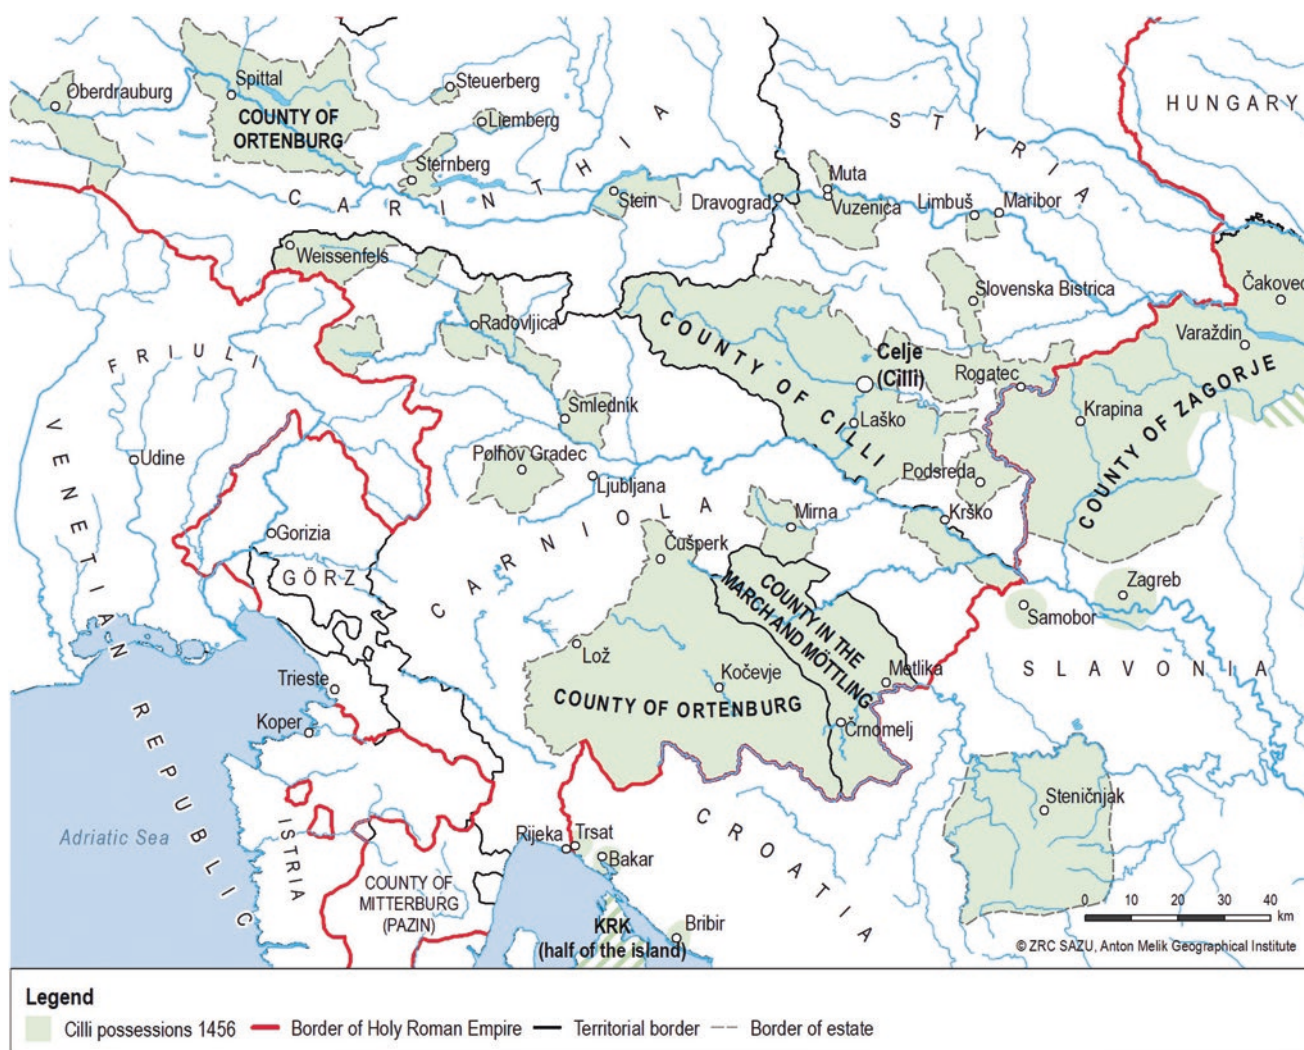 HUNGARY
Oberdrauburg
Spittal
COUNTY OF
ORTENBURG
Steuerberg
Liemberg
STYRIA
Sternberg
CARINTHIA
Stein
Dravograd
Muta
Vuzenica
Limbuš
Maribor
Weissenfels
Slovenska Bistrica
Čakovec
Radovljica
COUNTY OF CILLI
Celje
(Cilli)
Varaždin
FRIULI
Rogatec
Smlednik
Laško
Krapina
COUNTY OF ZAGORJE
VENETIAN REPUBLIC
Udine
Polhov Gradec
Ljubljana
Podsreda
Krško
CARNIOLA
Mirna
Gorizia
Čušperk
GÖRZ
COUNTY IN THE
MARCH AND MÖTTLING
Zagreb
Samobor
Lož
SLAVONIA
Trieste
Kočevje
Metlika
COUNTY OF ORTENBURG
Koper
Črnomelj
Adriatic Sea
ISTRIA
CROATIA
Steničnjak
Rijeka
Trsat
Bakar
COUNTY OF
MITTERBURG
(PAZIN)
KRK
(half of the island)
Bribir
0 10 20 30 40
km
© ZRC SAZU, Anton Melik Geographical Institute
Legend
Cilli possessions 1456
Border of Holy Roman Empire
Territorial border
Border of estate